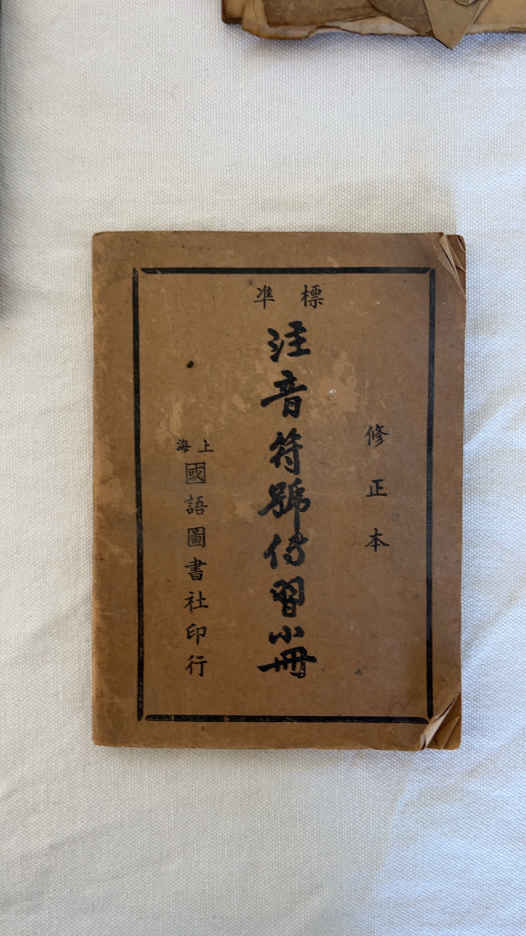 修正本
標準
注音符號傳習小冊
上海
國語圖書社印行